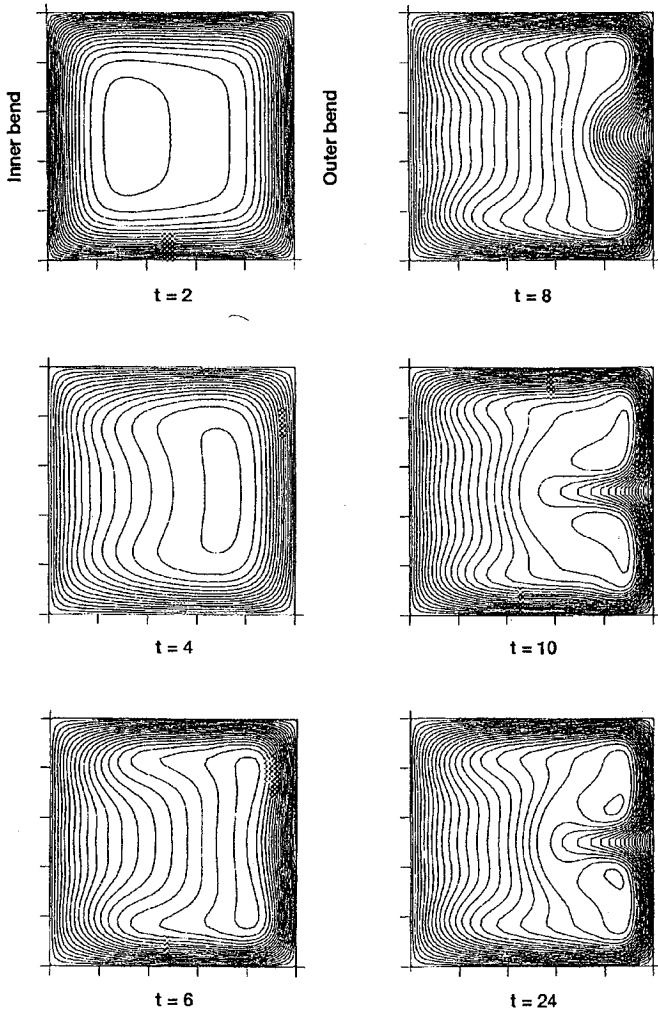 Inner bend
Outer bend
t = 2
t = 8
t = 4
t = 10
t = 6
t = 24